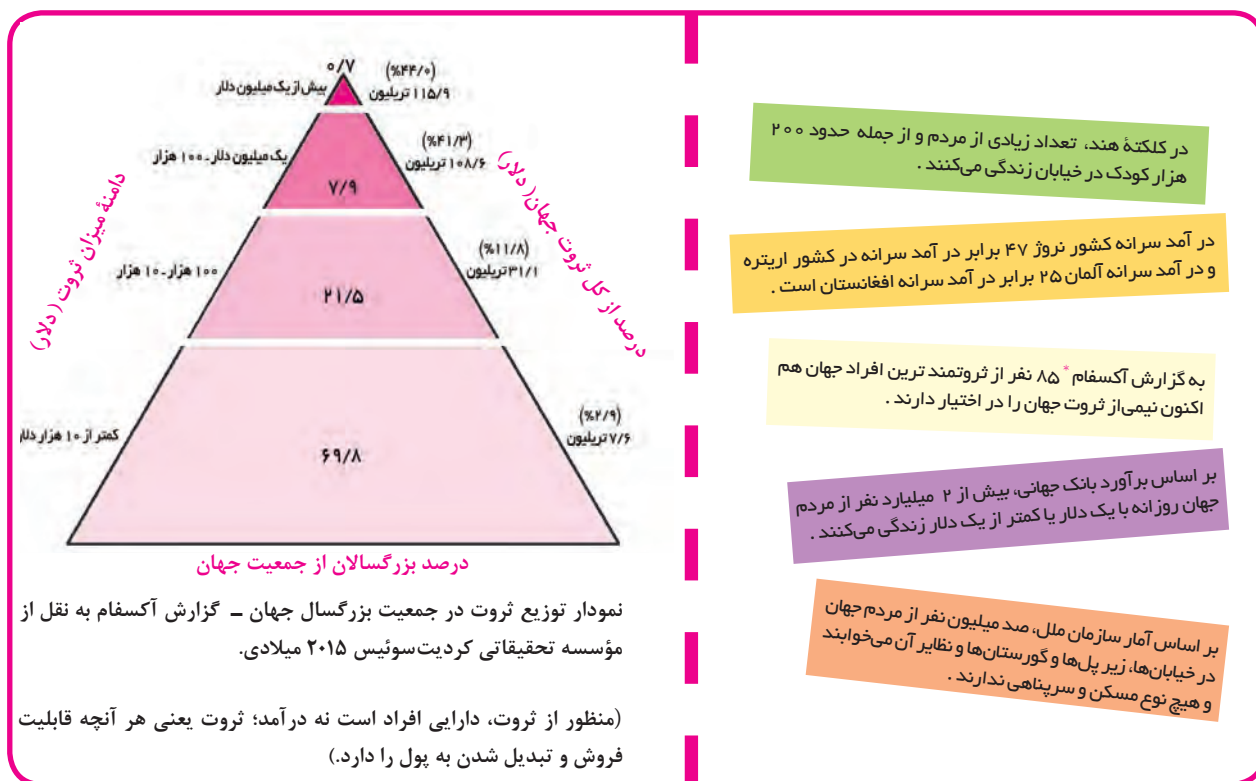 در کلکتهٔ هند، تعداد زیادی از مردم و از جمله حدود ۲۰۰
هزار کودک در خیابان زندگی می‌کنند.
در آمد سرانه کشور نروژ ۴۷ برابر در آمد سرانه در کشور اریتره
و در آمد سرانه آلمان ۲۵ برابر در آمد سرانه افغانستان است.
به گزارش آکسفام* ۸۵ نفر از ثروتمند ترین افراد جهان هم
اکنون نیمی‌از ثروت جهان را در اختیار دارند.
بر اساس برآورد بانک جهانی، بیش از ۲ میلیارد نفر از مردم
جهان روزانه با یک دلار یا کمتر از یک دلار زندگی می‌کنند.
بر اساس آمار سازمان ملل، صد میلیون نفر از مردم جهان
در خیابان‌ها، زیر پل‌ها و گورستان‌ها و نظایر آن می‌خوابند
و هیچ نوع مسکن و سرپناهی ندارند.
۰/۷
(%۴۴/۰)
۱۱۵/۹ تریلیون
بیش از یک میلیون دلار
(%۴۱/۳)
۱۰۸/۶ تریلیون
یک میلیون دلار ـ ۱۰۰ هزار
۷/۹
(%۱۱/۸)
۳۱/۱ تریلیون
۱۰۰ هزار ـ ۱۰ هزار
۲۱/۵
(%۲/۹)
۷/۶ تریلیون
کمتر از ۱۰ هزار دلار
۶۹/۸
درصد از کل ثروت جهان (دلار)
دامنهٔ میزان ثروت (دلار)
درصد بزرگسالان از جمعیت جهان
نمودار توزیع ثروت در جمعیت بزرگسال جهان ـ گزارش آکسفام به نقل از
مؤسسه تحقیقاتی کردیت‌سوئیس ۲۰۱۵ میلادی.
(منظور از ثروت، دارایی افراد است نه درآمد؛ ثروت یعنی هر آنچه قابلیت
فروش و تبدیل شدن به پول را دارد.)